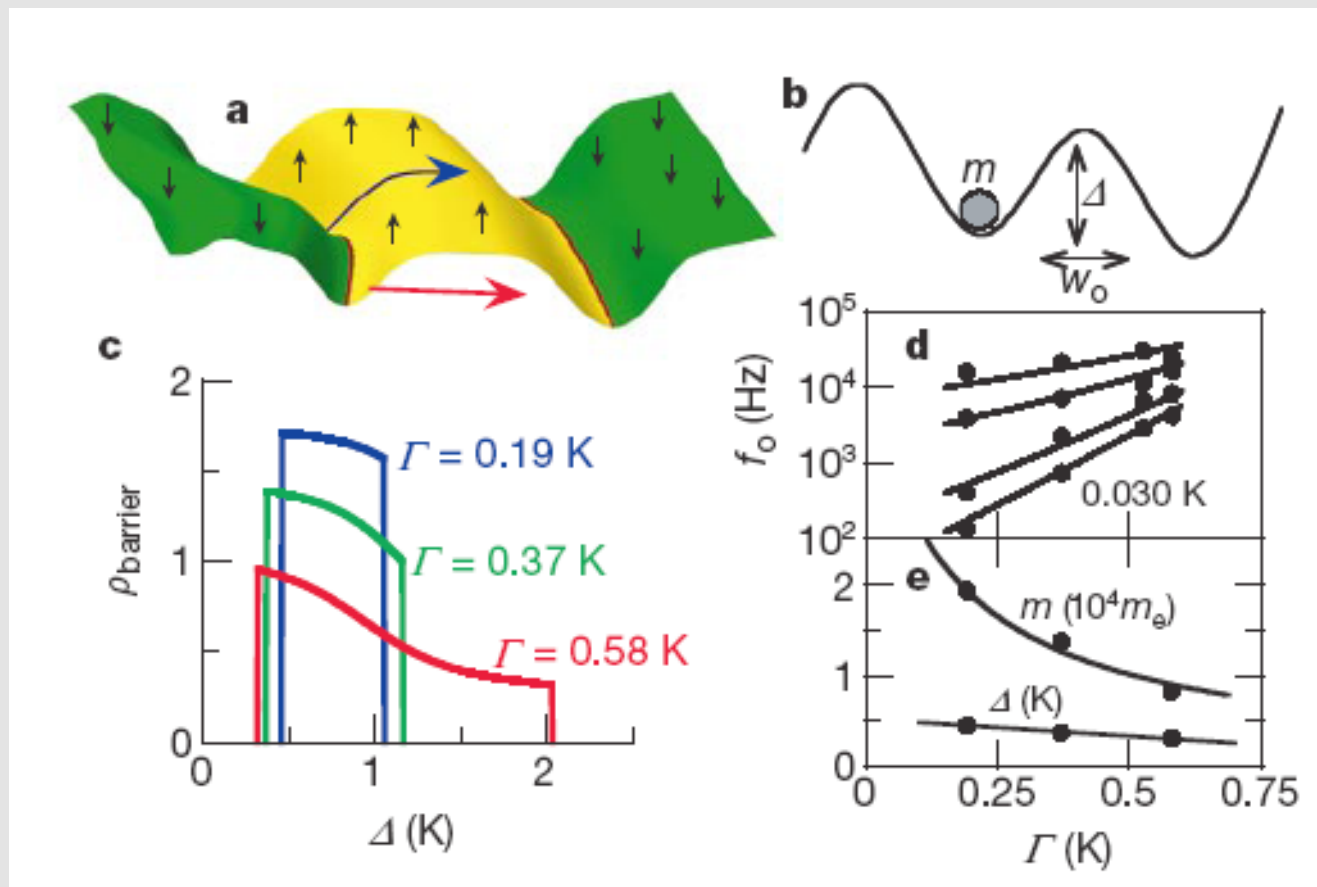 a
b
m
Δ
w₀
c
2
1
0
ρbarrier
Γ = 0.19 K
Γ = 0.37 K
Γ = 0.58 K
0 1 2
Δ (K)
d
10⁵
10⁴
10³
10²
f₀ (Hz)
0.030 K
e
2
1
0
m (10⁴mₑ)
Δ (K)
0 0.25 0.5 0.75
Γ (K)